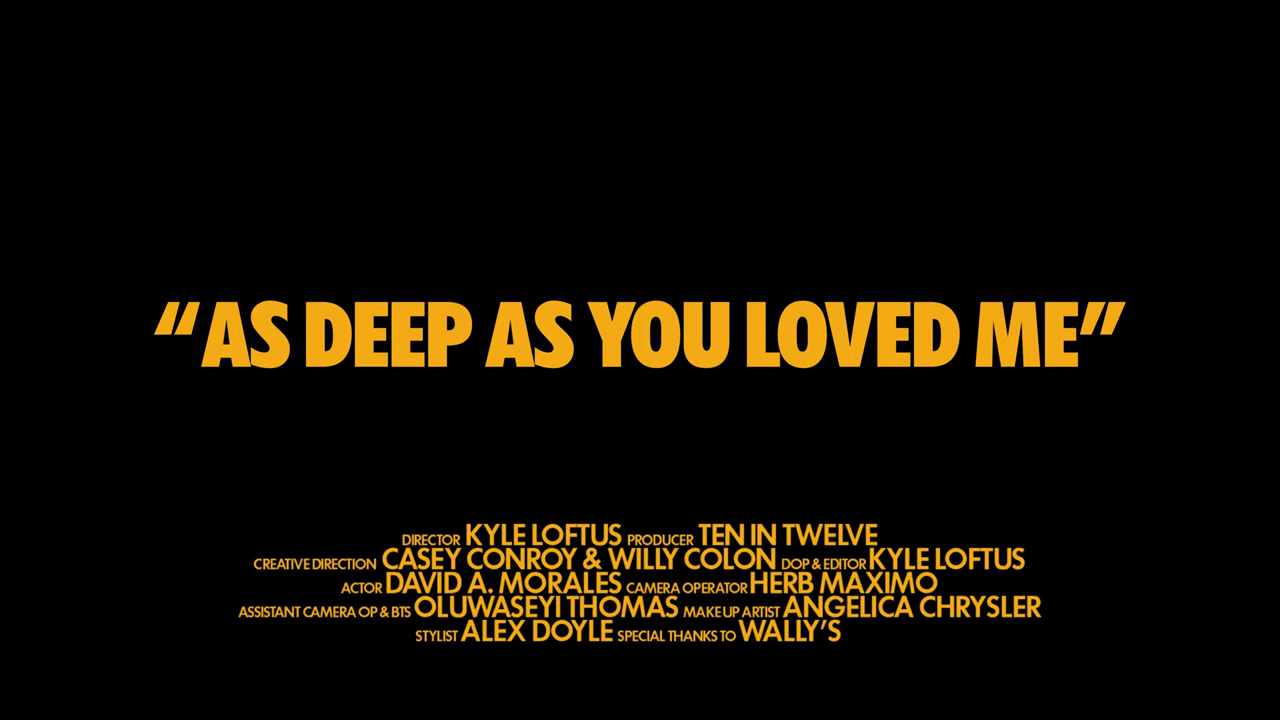 “AS DEEP AS YOU LOVED ME”
DIRECTOR KYLE LOFTUS PRODUCER TEN IN TWELVE
CREATIVE DIRECTION CASEY CONROY & WILLY COLON DOP & EDITOR KYLE LOFTUS
ACTOR DAVID A. MORALES CAMERA OPERATOR HERB MAXIMO
ASSISTANT CAMERA OP & BTS OLUWASEYI THOMAS MAKE UP ARTIST ANGELICA CHRYSLER
STYLIST ALEX DOYLE SPECIAL THANKS TO WALLY’S